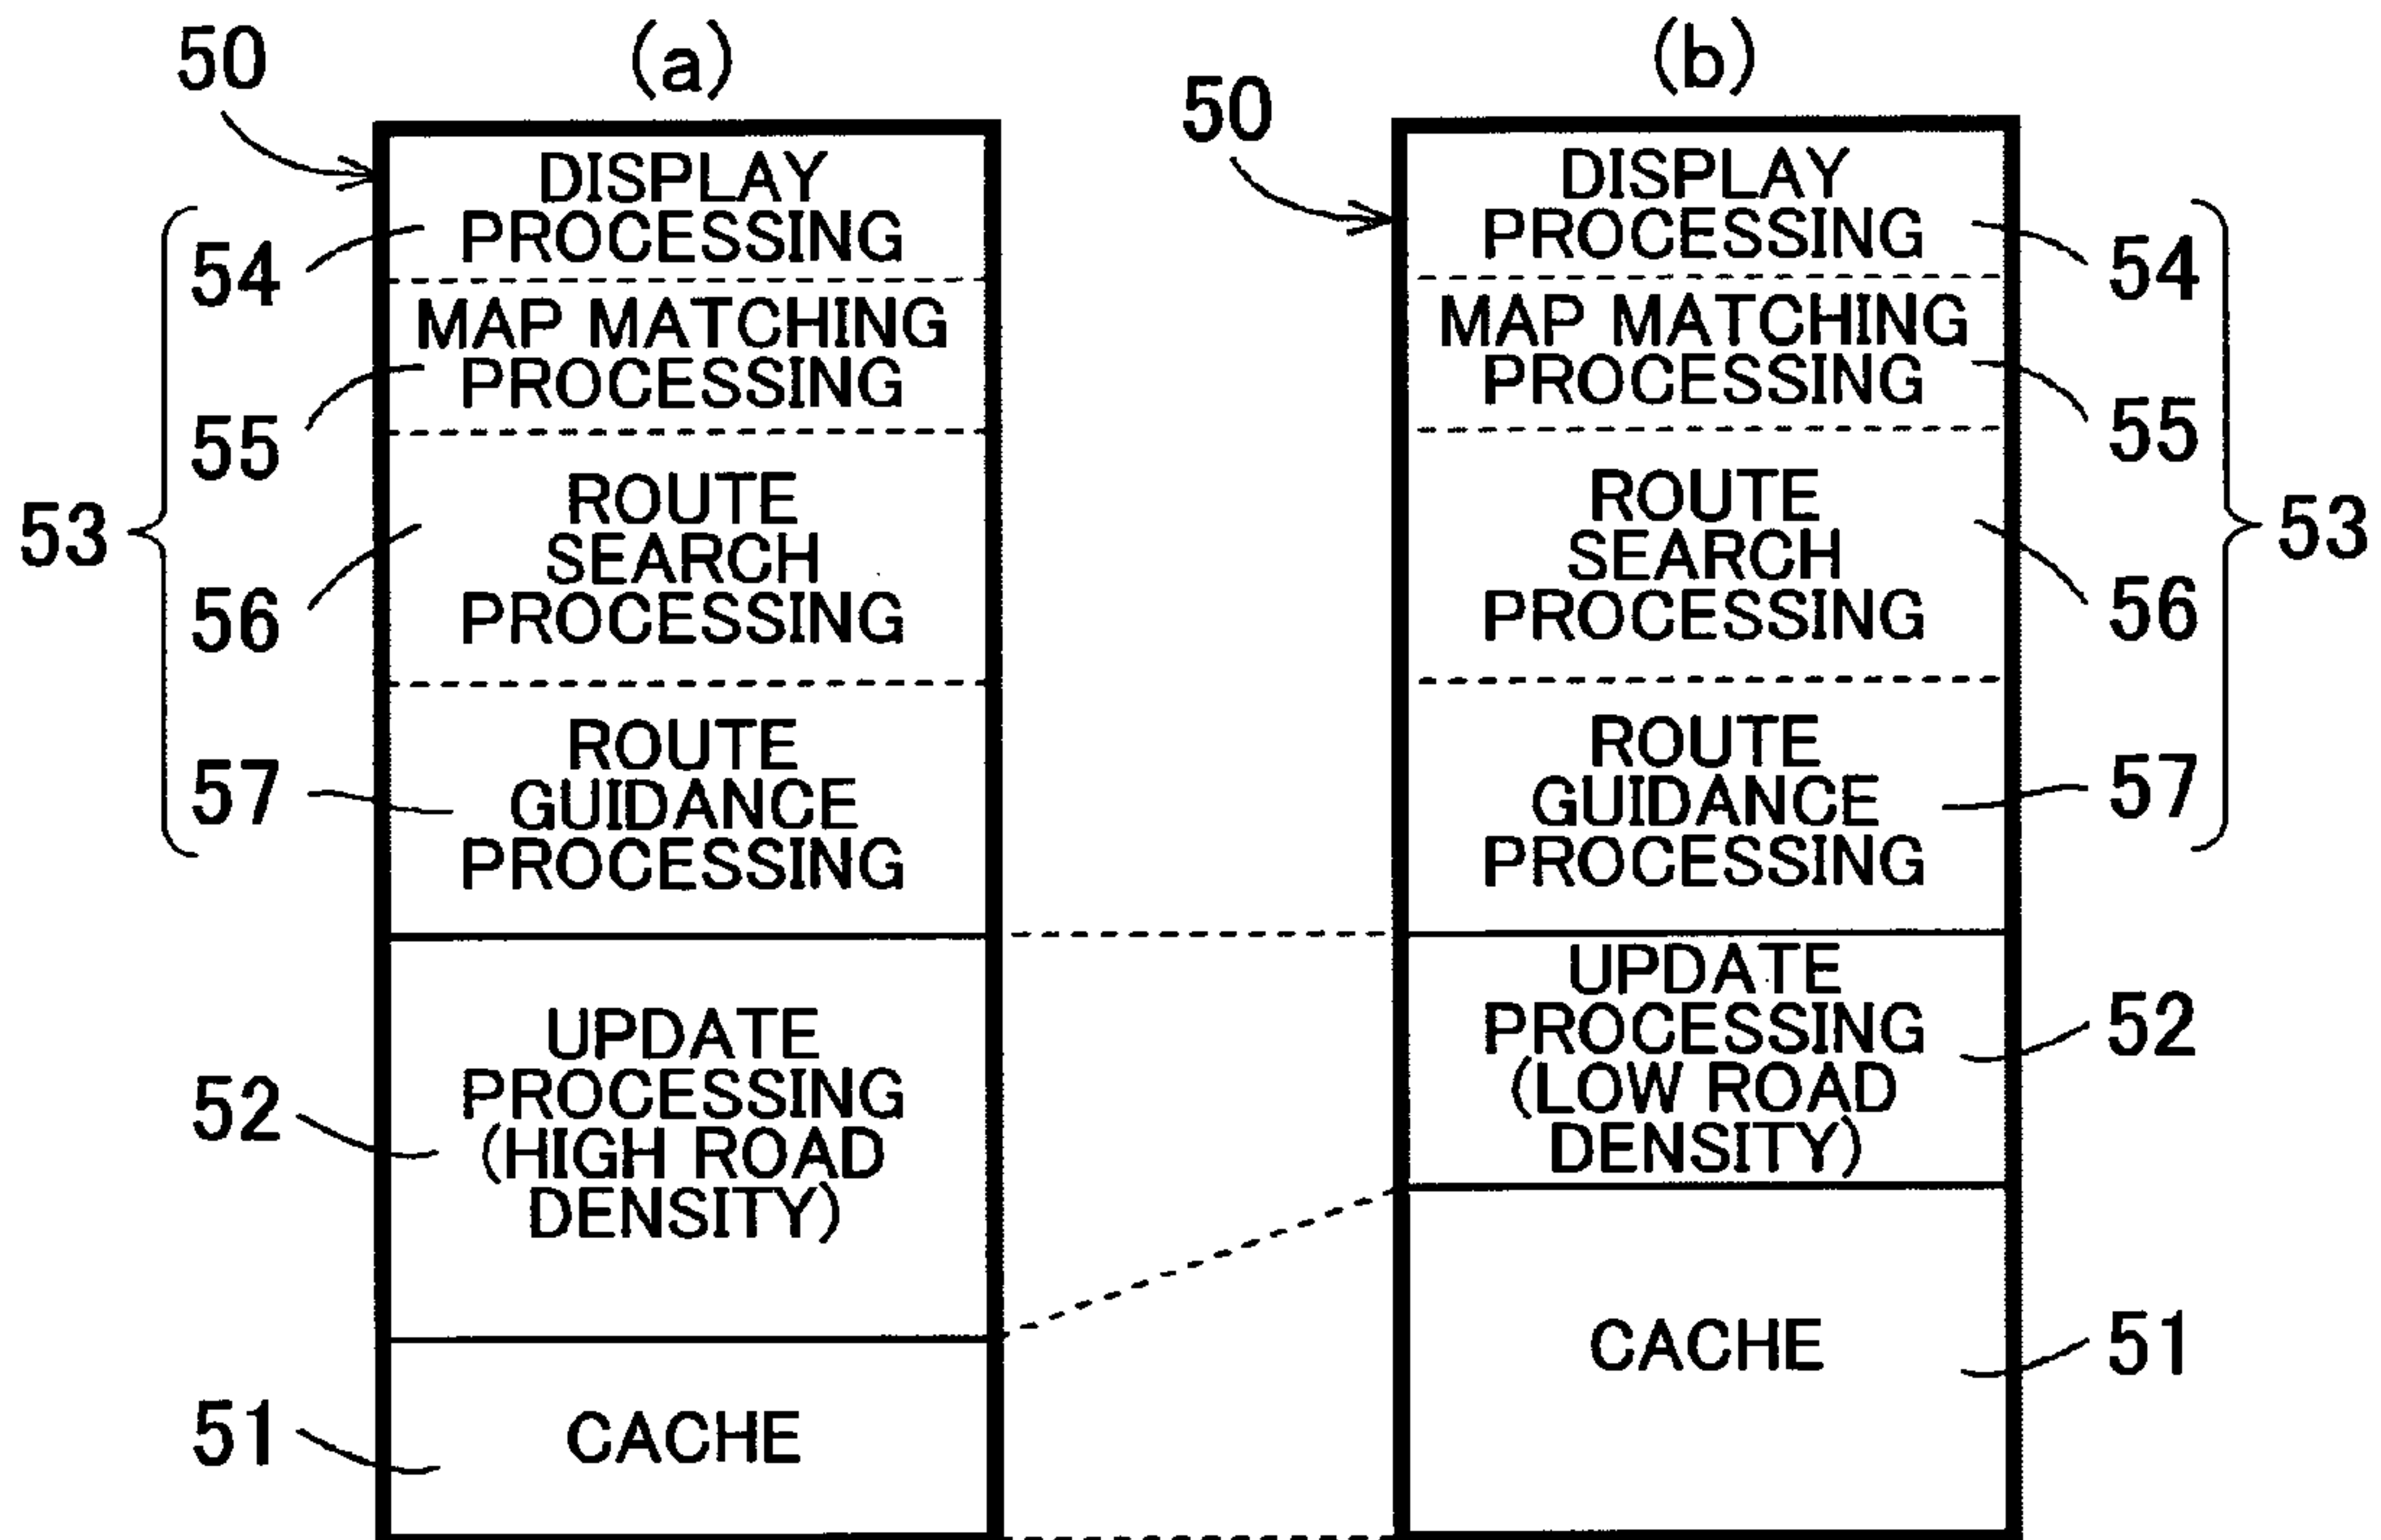 (a)
50
DISPLAY
PROCESSING
54
MAP MATCHING
PROCESSING
55
53
ROUTE
SEARCH
PROCESSING
56
ROUTE
GUIDANCE
PROCESSING
57
UPDATE
PROCESSING
(HIGH ROAD
DENSITY)
52
CACHE
51
(b)
50
DISPLAY
PROCESSING
54
MAP MATCHING
PROCESSING
55
53
ROUTE
SEARCH
PROCESSING
56
ROUTE
GUIDANCE
PROCESSING
57
UPDATE
PROCESSING
(LOW ROAD
DENSITY)
52
CACHE
51